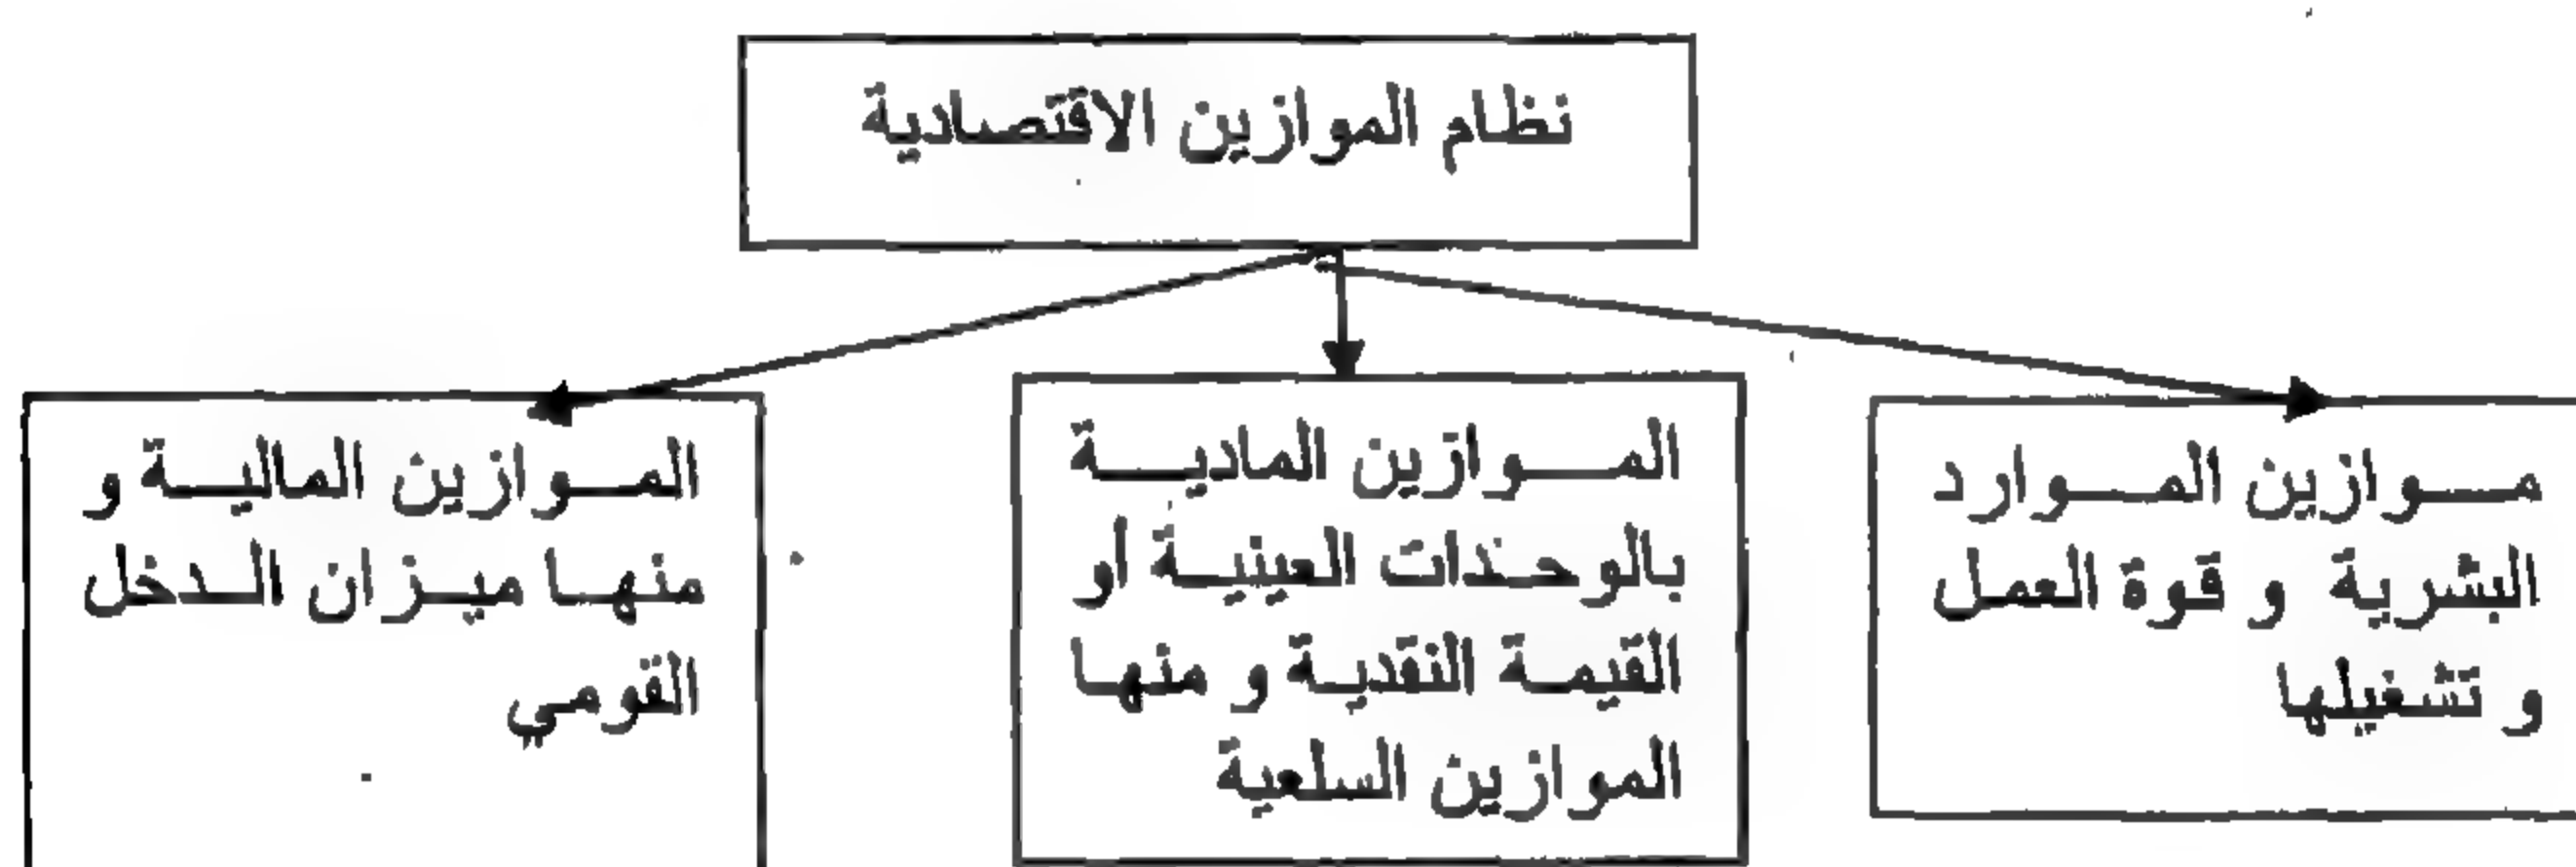 نظام الموازين الاقتصادية
موازين الموارد
البشرية و قوة العمل
و تشغيلها
الموازين المادية
بالوحدات العينية أو
القيمة النقدية و منها
الموازين السلعية
الموازين المالية و
منها ميزان الدخل
القومي